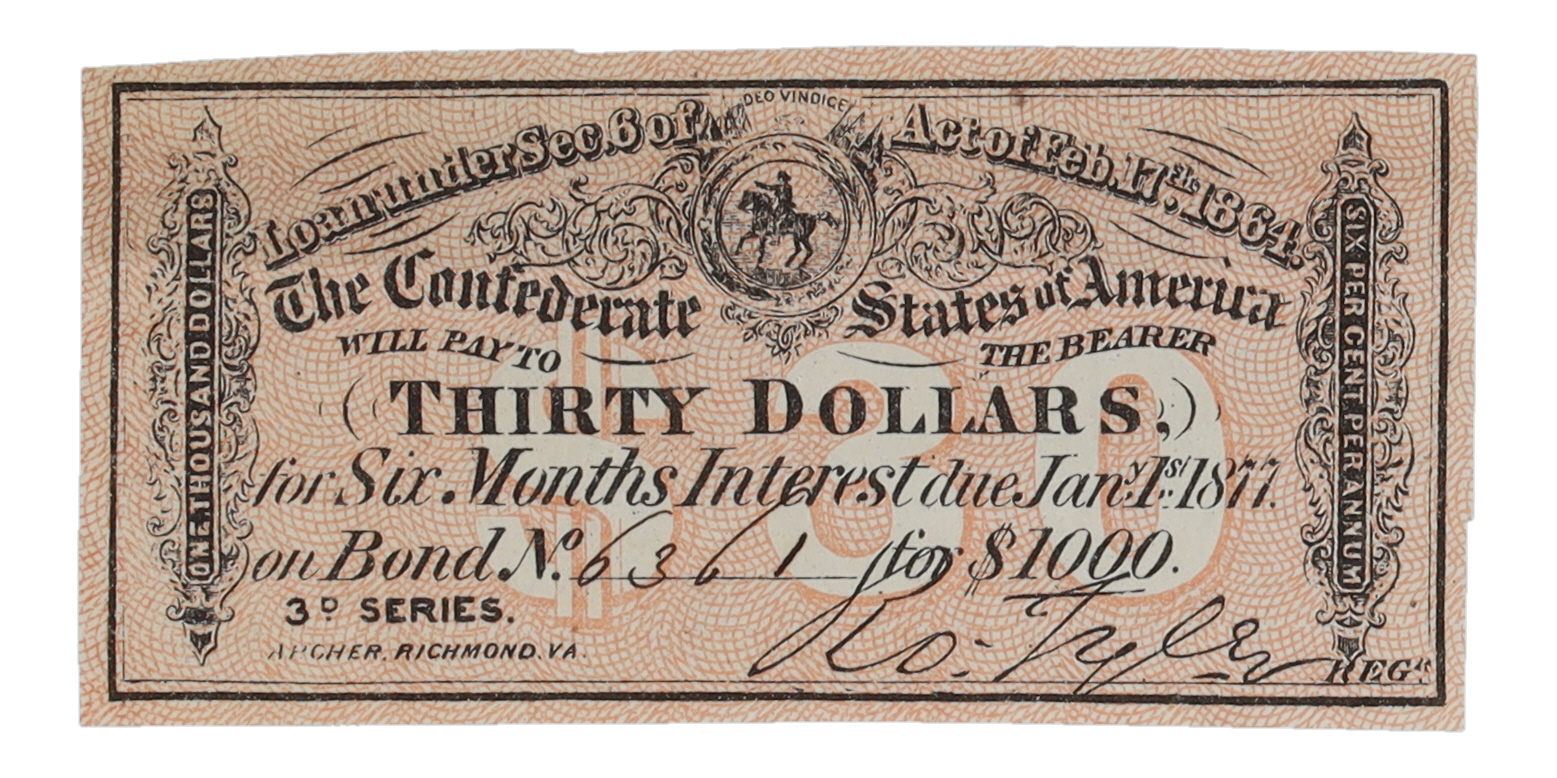 DEO VINDICE
Loan under Sec. 6 of Act of Feb. 17th, 1864.
The Confederate States of America
WILL PAY TO THE BEARER
(THIRTY DOLLARS,)
for Six Months Interest due Jany. 1st 1877.
on Bond No. 6361 for $1000.
3D SERIES.
ARCHER, RICHMOND, VA.
Ro. Tyler REGR.
ONE THOUSAND DOLLARS
SIX PER CENT PER ANNUM
$30